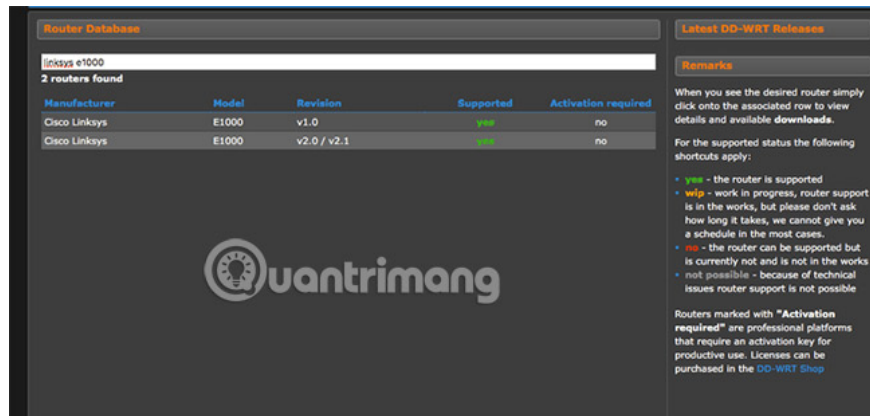 Router Database
linksys e1000
2 routers found
Manufacturer Model Revision Supported Activation required
Cisco Linksys E1000 v1.0 yes no
Cisco Linksys E1000 v2.0 / v2.1 yes no
Quantrimang
Latest DD-WRT Releases
Remarks
When you see the desired router simply
click onto the associated row to view
details and available downloads.
For the supported status the following
shortcuts apply:
yes - the router is supported
wip - work in progress, router support
is in the works, but please don't ask
how long it takes, we cannot give you
a schedule in the most cases.
no - the router can be supported but
is currently not and is not in the works
not possible - because of technical
issues router support is not possible
Routers marked with "Activation
required" are professional platforms
that require an activation key for
productive use. Licenses can be
purchased in the DD-WRT Shop